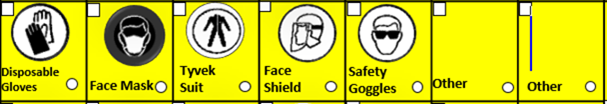 Disposable
Gloves
Face Mask
Tyvek
Suit
Face
Shield
Safety
Goggles
Other
Other